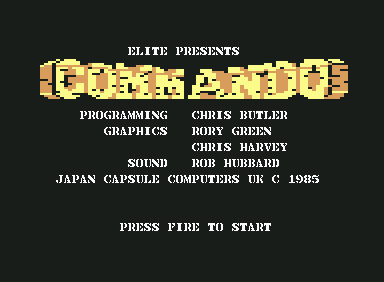 ELITE PRESENTS
COMMANDO
PROGRAMMING CHRIS BUTLER
GRAPHICS RORY GREEN
CHRIS HARVEY
SOUND ROB HUBBARD
JAPAN CAPSULE COMPUTERS UK C 1985
PRESS FIRE TO START